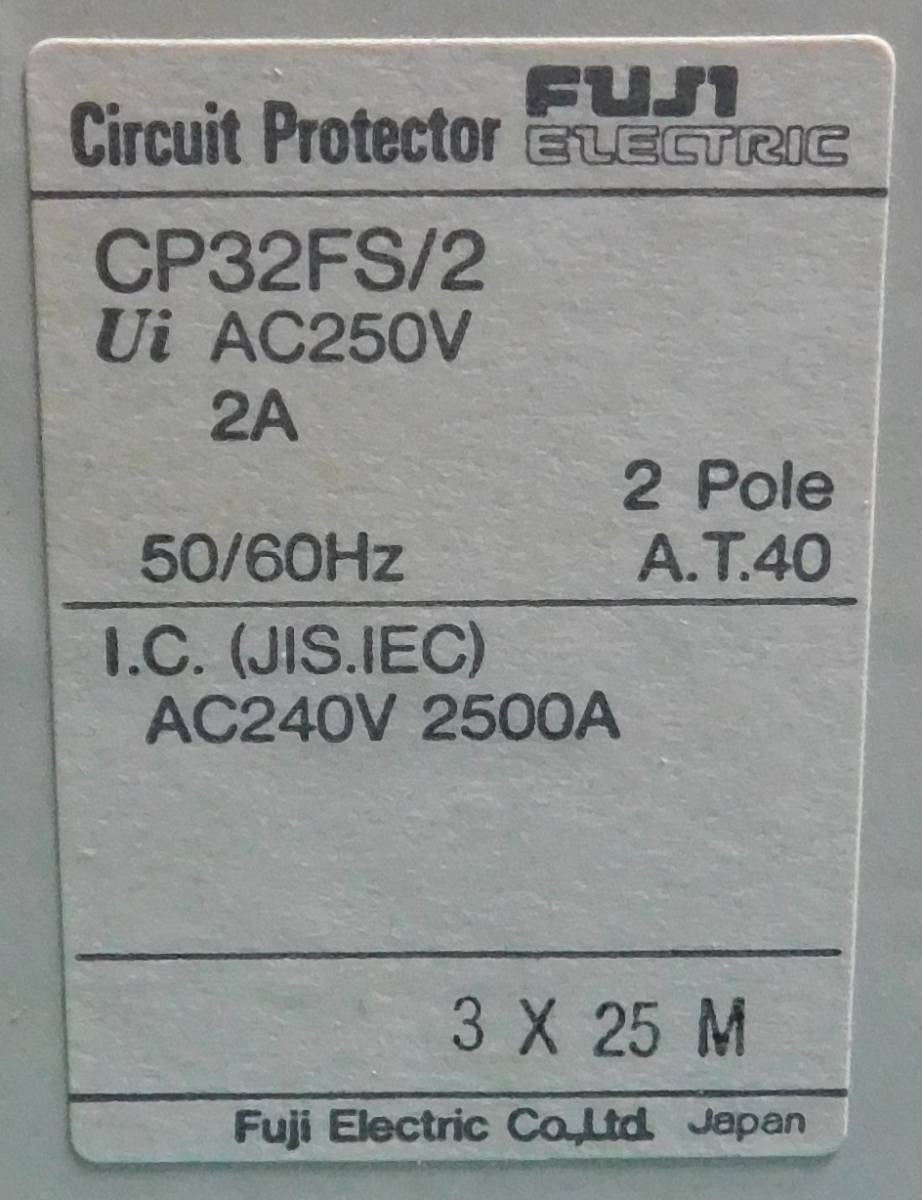 Circuit Protector FUJI ELECTRIC
CP32FS/2
Ui AC250V
2A
2 Pole
50/60Hz A.T.40
I.C. (JIS.IEC)
AC240V 2500A
3 X 25 M
Fuji Electric Co.,Ltd. Japan